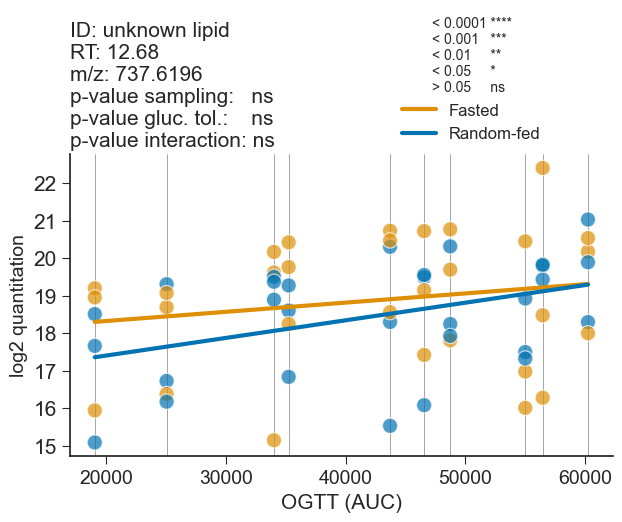 ID: unknown lipid
RT: 12.68
m/z: 737.6196
p-value sampling: ns
p-value gluc. tol.: ns
p-value interaction: ns
< 0.0001 ****
< 0.001 ***
< 0.01 **
< 0.05 *
> 0.05 ns
Fasted
Random-fed
log2 quantitation
22
21
20
19
18
17
16
15
20000 30000 40000 50000 60000
OGTT (AUC)